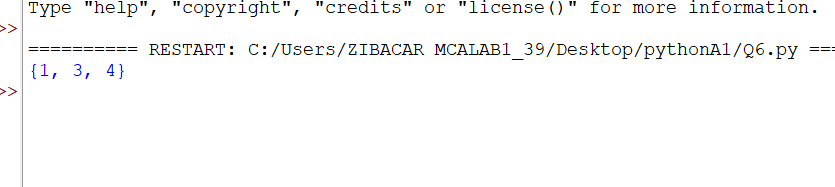 Type "help", "copyright", "credits" or "license()" for more information.
>>
========== RESTART: C:/Users/ZIBACAR MCALAB1_39/Desktop/pythonA1/Q6.py ===
{1, 3, 4}
>>